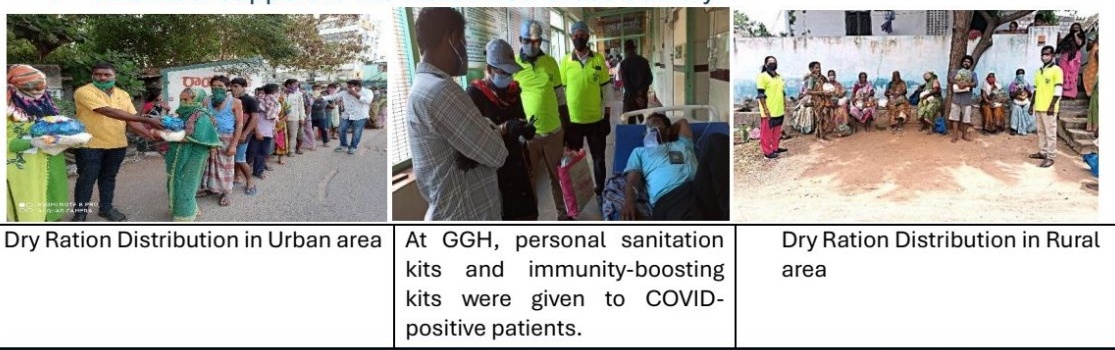 Dry Ration Distribution in Urban area
At GGH, personal sanitation
kits and immunity-boosting
kits were given to COVID-
positive patients.
Dry Ration Distribution in Rural
area